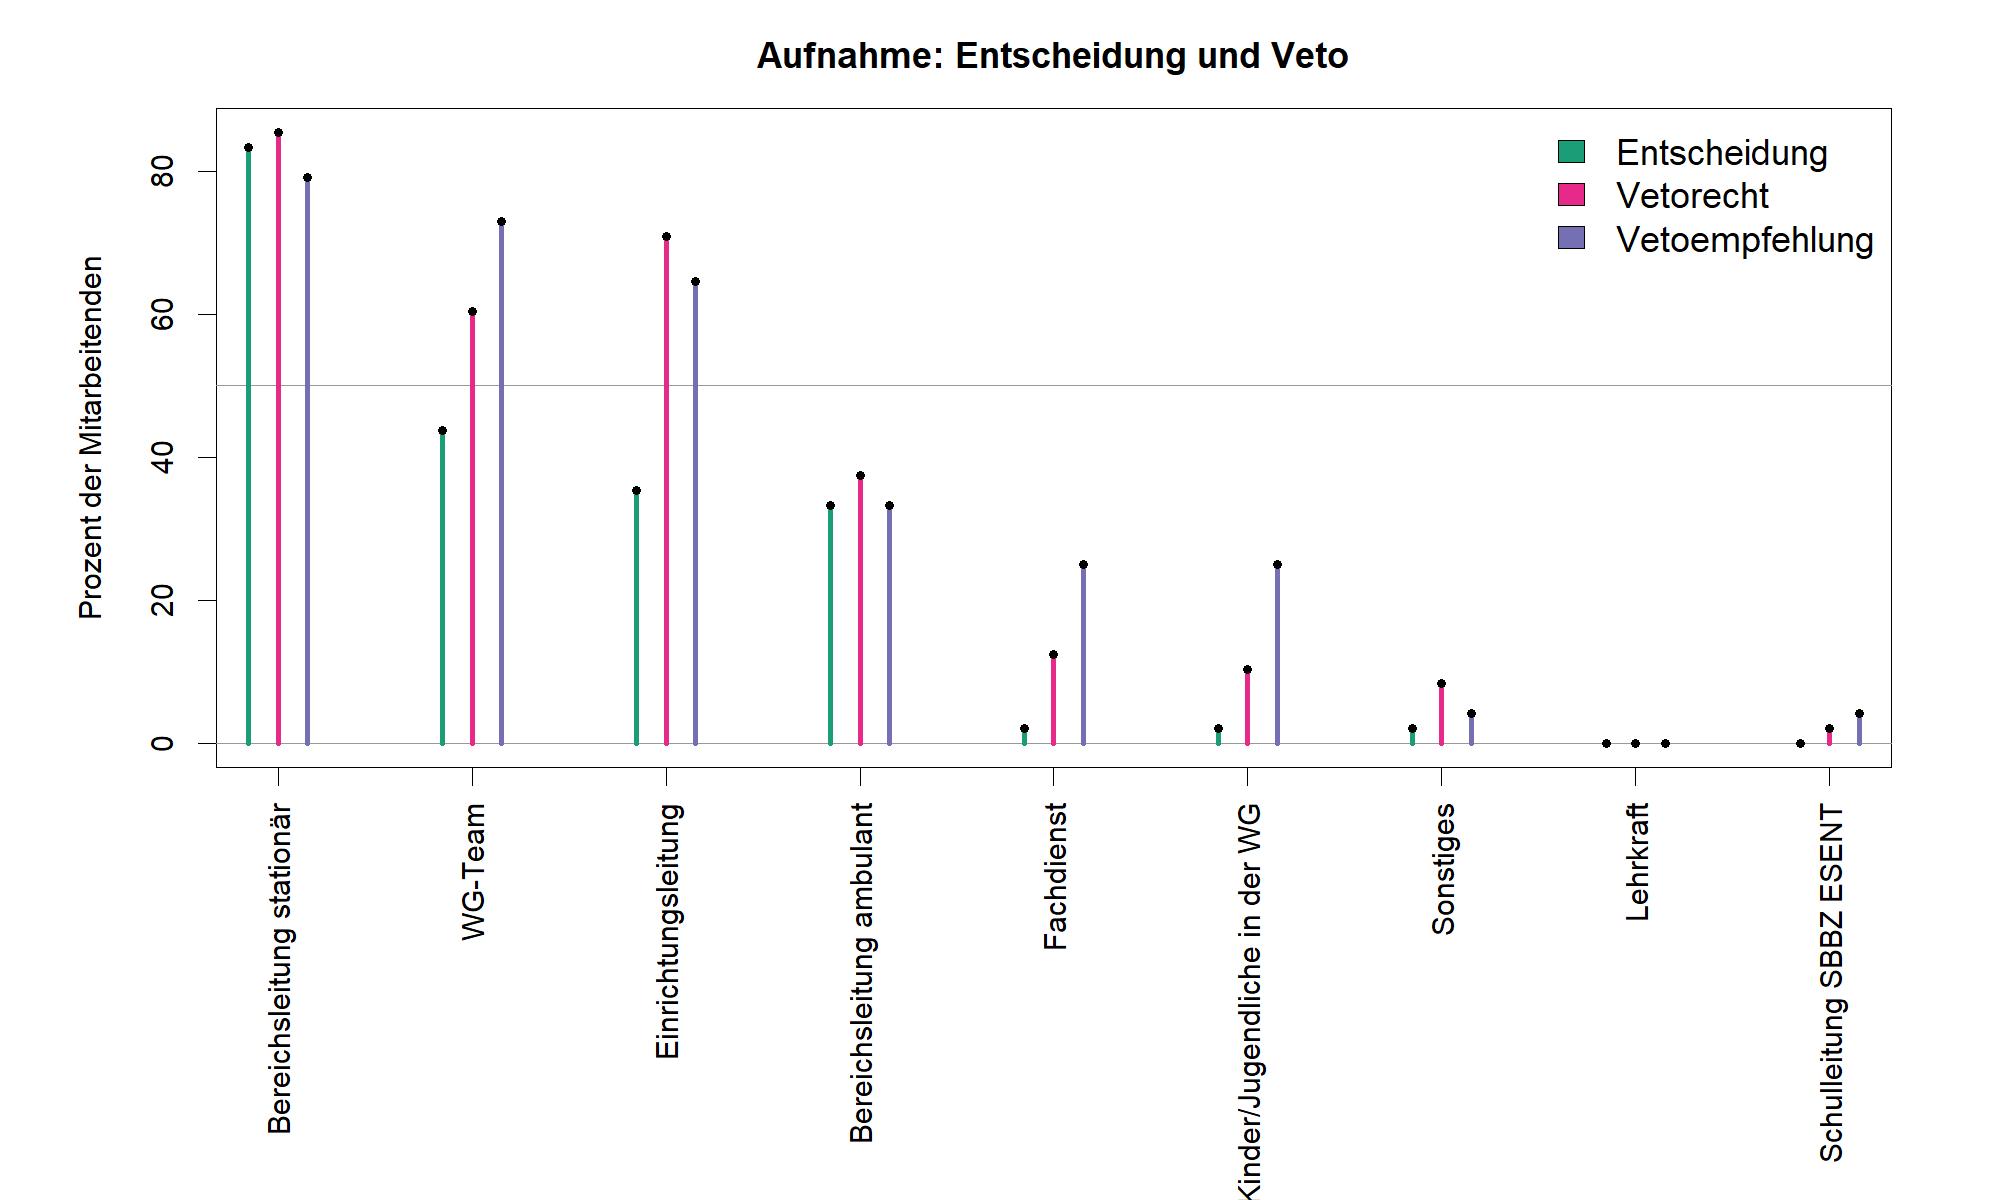 Aufnahme: Entscheidung und Veto
Entscheidung
Vetorecht
Vetoempfehlung
Prozent der Mitarbeitenden
80
60
40
20
0
Bereichsleitung stationär
WG-Team
Einrichtungsleitung
Bereichsleitung ambulant
Fachdienst
Kinder/Jugendliche in der WG
Sonstiges
Lehrkraft
Schulleitung SBBZ ESENT